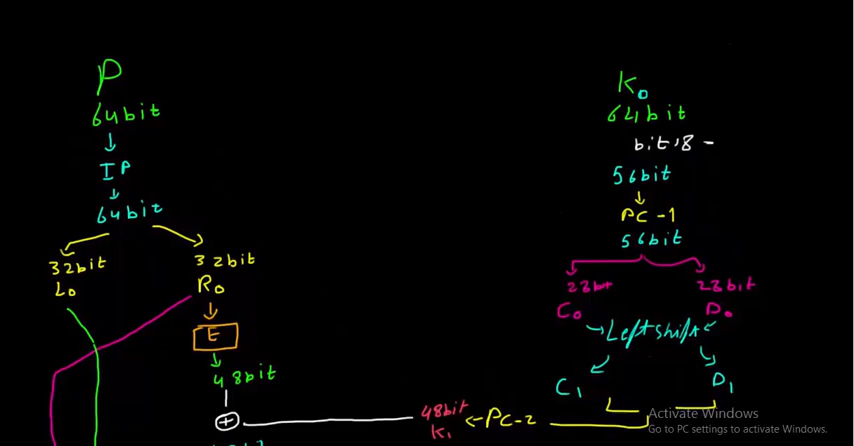 P
64bit
IP
64bit
32bit
L0
32bit
R0
E
48bit
+
K0
64bit
bit,8 -
56bit
PC-1
56bit
28bit
C0
28bit
D0
Left shift
C1
D1
PC-2
48bit
K1
Activate Windows
Go to PC settings to activate Windows.